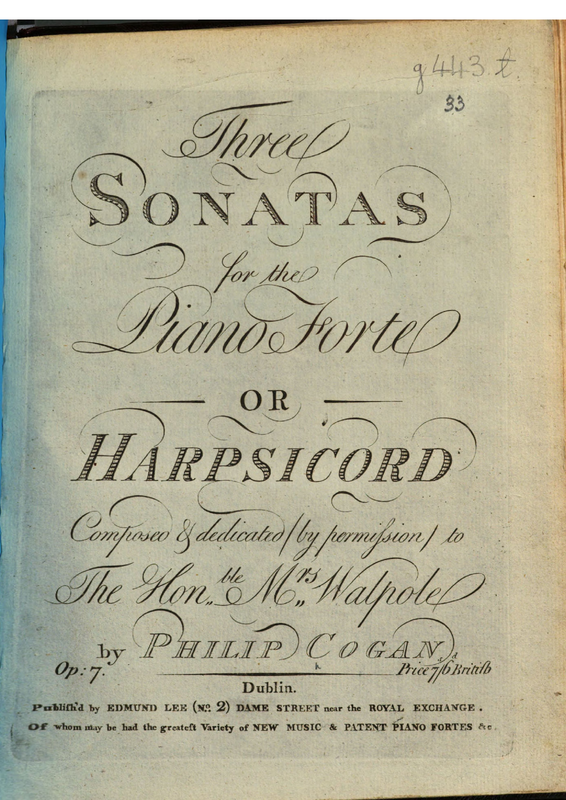 g 443. t.
33
Three
SONATAS
for the
Piano Forte
OR
HARPSICORD
Composed & dedicated (by permiſsion) to
The Hon.ble Mrs Walpole
by PHILIP COGAN
Op: 7. Price 7s/6d Britiſh
Dublin.
Publiſh'd by EDMUND LEE (No. 2) DAME STREET near the ROYAL EXCHANGE.
Of whom may be had the greateſt Variety of NEW MUSIC & PATENT PIANO FORTES &c.